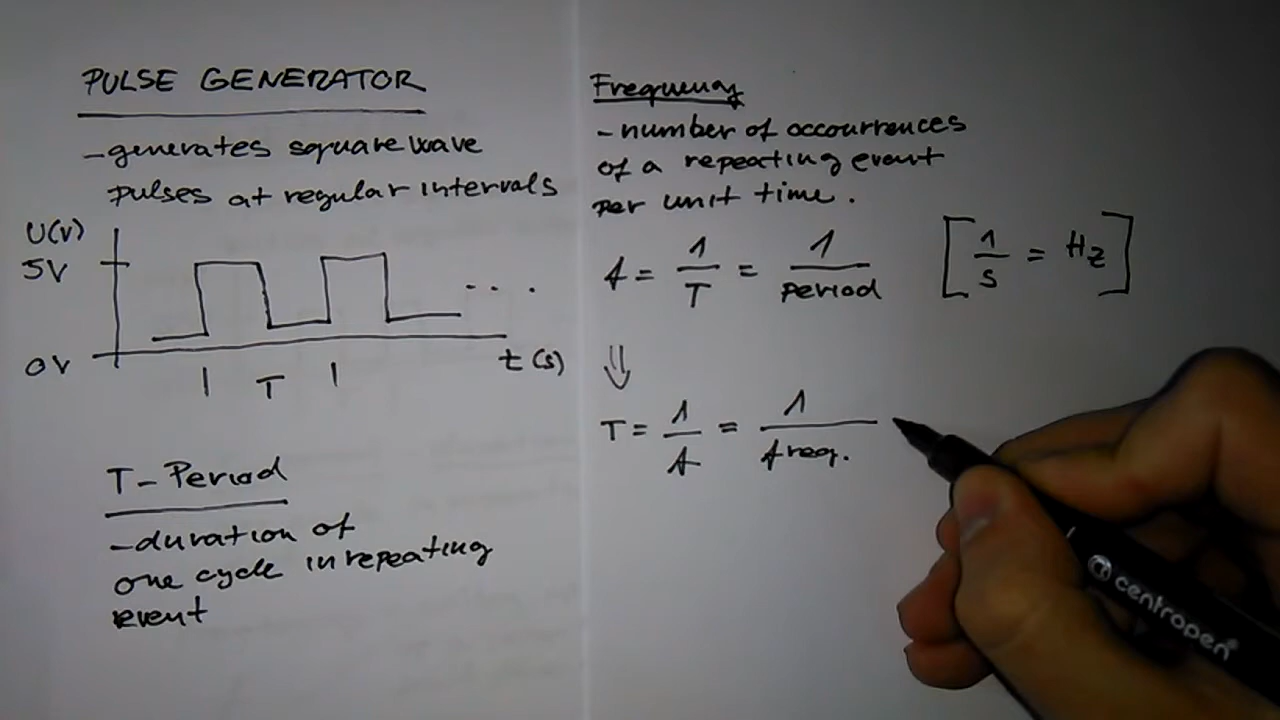 PULSE GENERATOR
- generates square wave
pulses at regular intervals
U(V)
5V
0V
t(s)
T
T - Period
- duration of
one cycle in repeating
event
Frequency
- number of occourrences
of a repeating event
per unit time.
f = 1/T = 1/period [1/s = Hz]
⇓
T = 1/f = 1/freq.
centropen